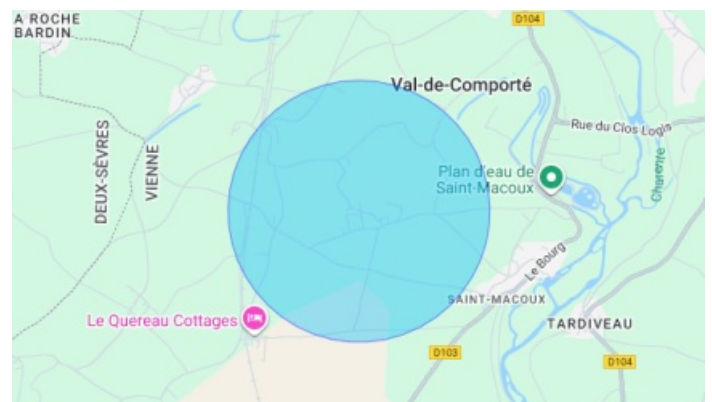 A ROCHE
BARDIN
D104
Val-de-Comporté
Rue du Clos Logis
DEUX-SÈVRES
VIENNE
Plan d'eau de
Saint-Macoux
Charente
Le Bourg
SAINT-MACOUX
Le Quereau Cottages
TARDIVEAU
D103
D104